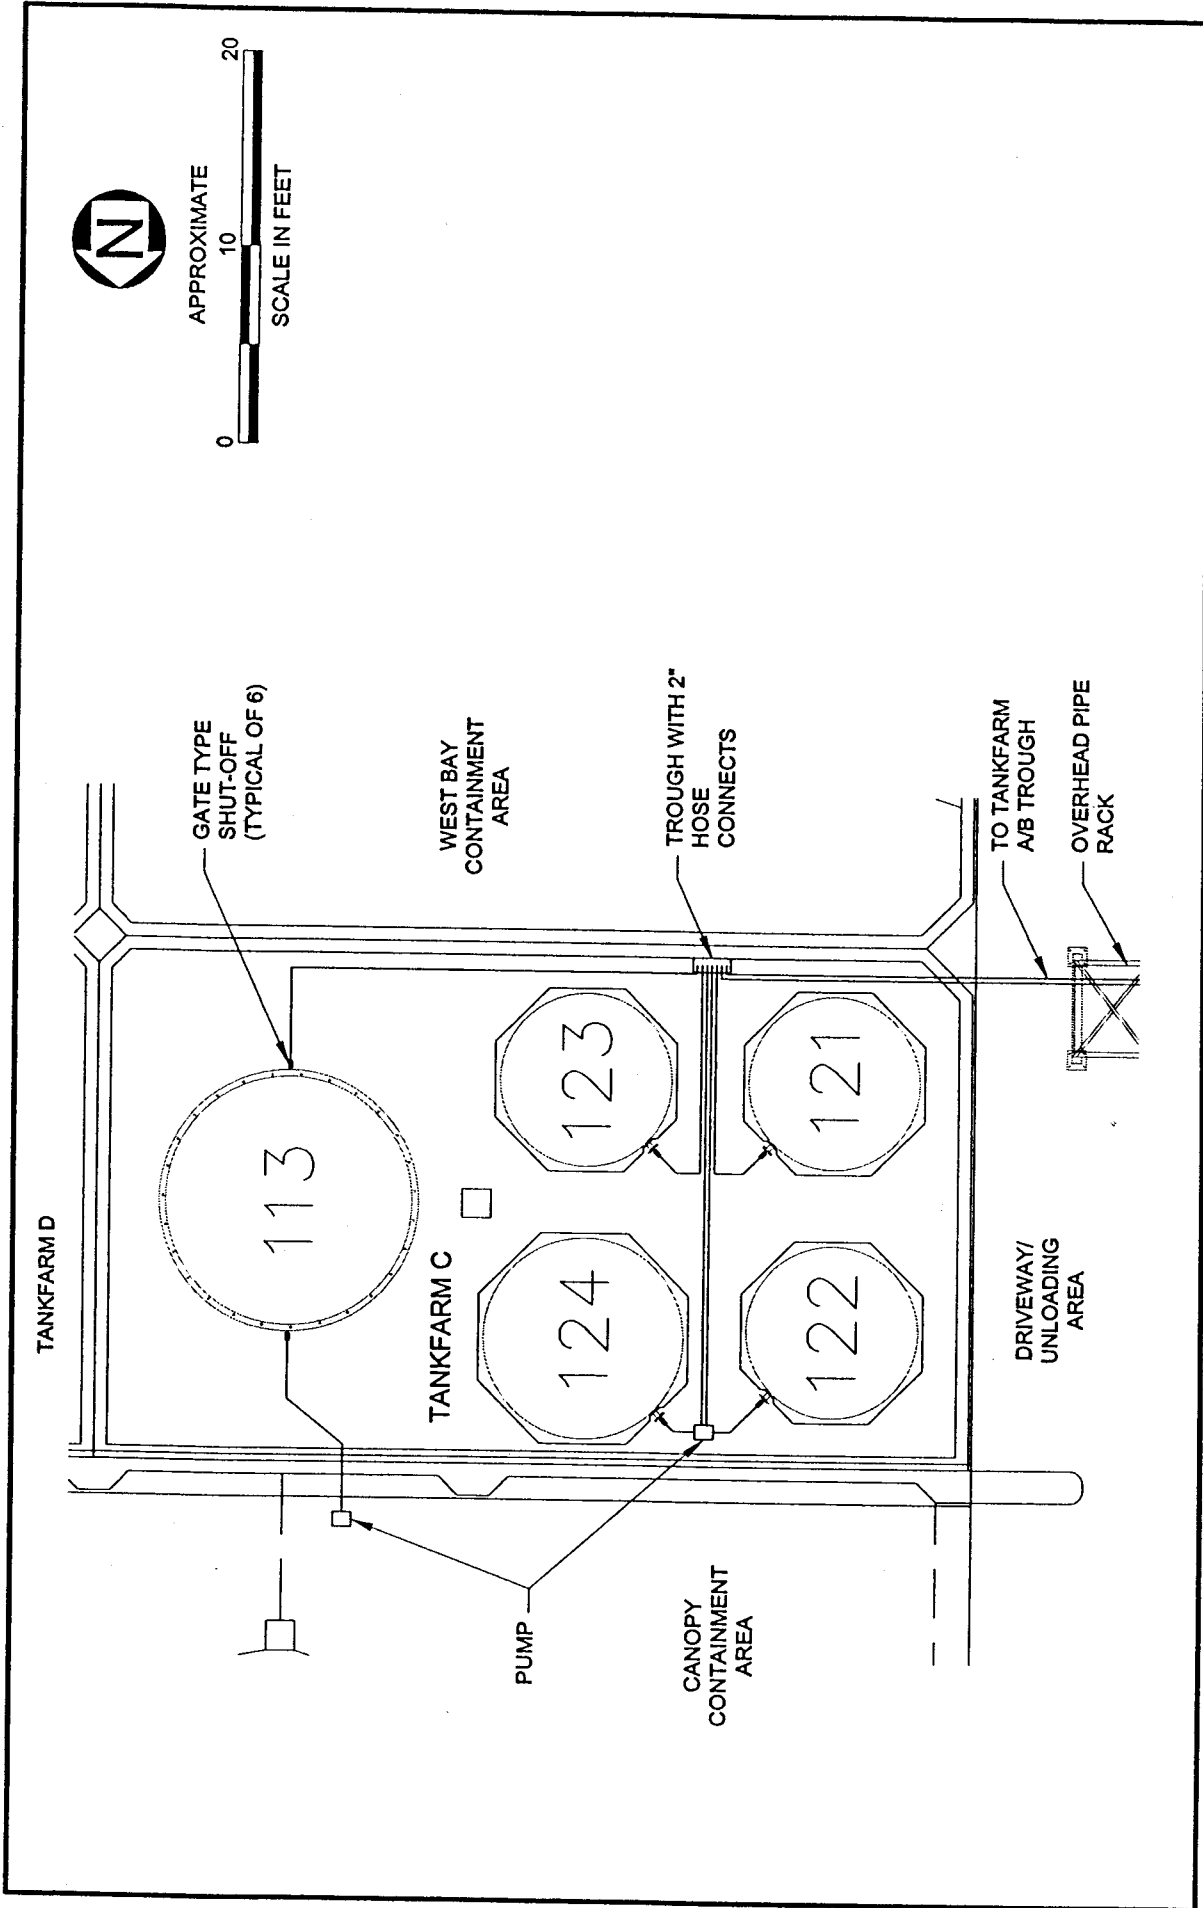 N
APPROXIMATE
0 10 20
SCALE IN FEET
TANKFARM D
GATE TYPE
SHUT-OFF
(TYPICAL OF 6)
113
WEST BAY
CONTAINMENT
AREA
TANKFARM C
124
123
TROUGH WITH 2"
HOSE
CONNECTS
PUMP
CANOPY
CONTAINMENT
AREA
122
121
TO TANKFARM
A/B TROUGH
DRIVEWAY/
UNLOADING
AREA
OVERHEAD PIPE
RACK